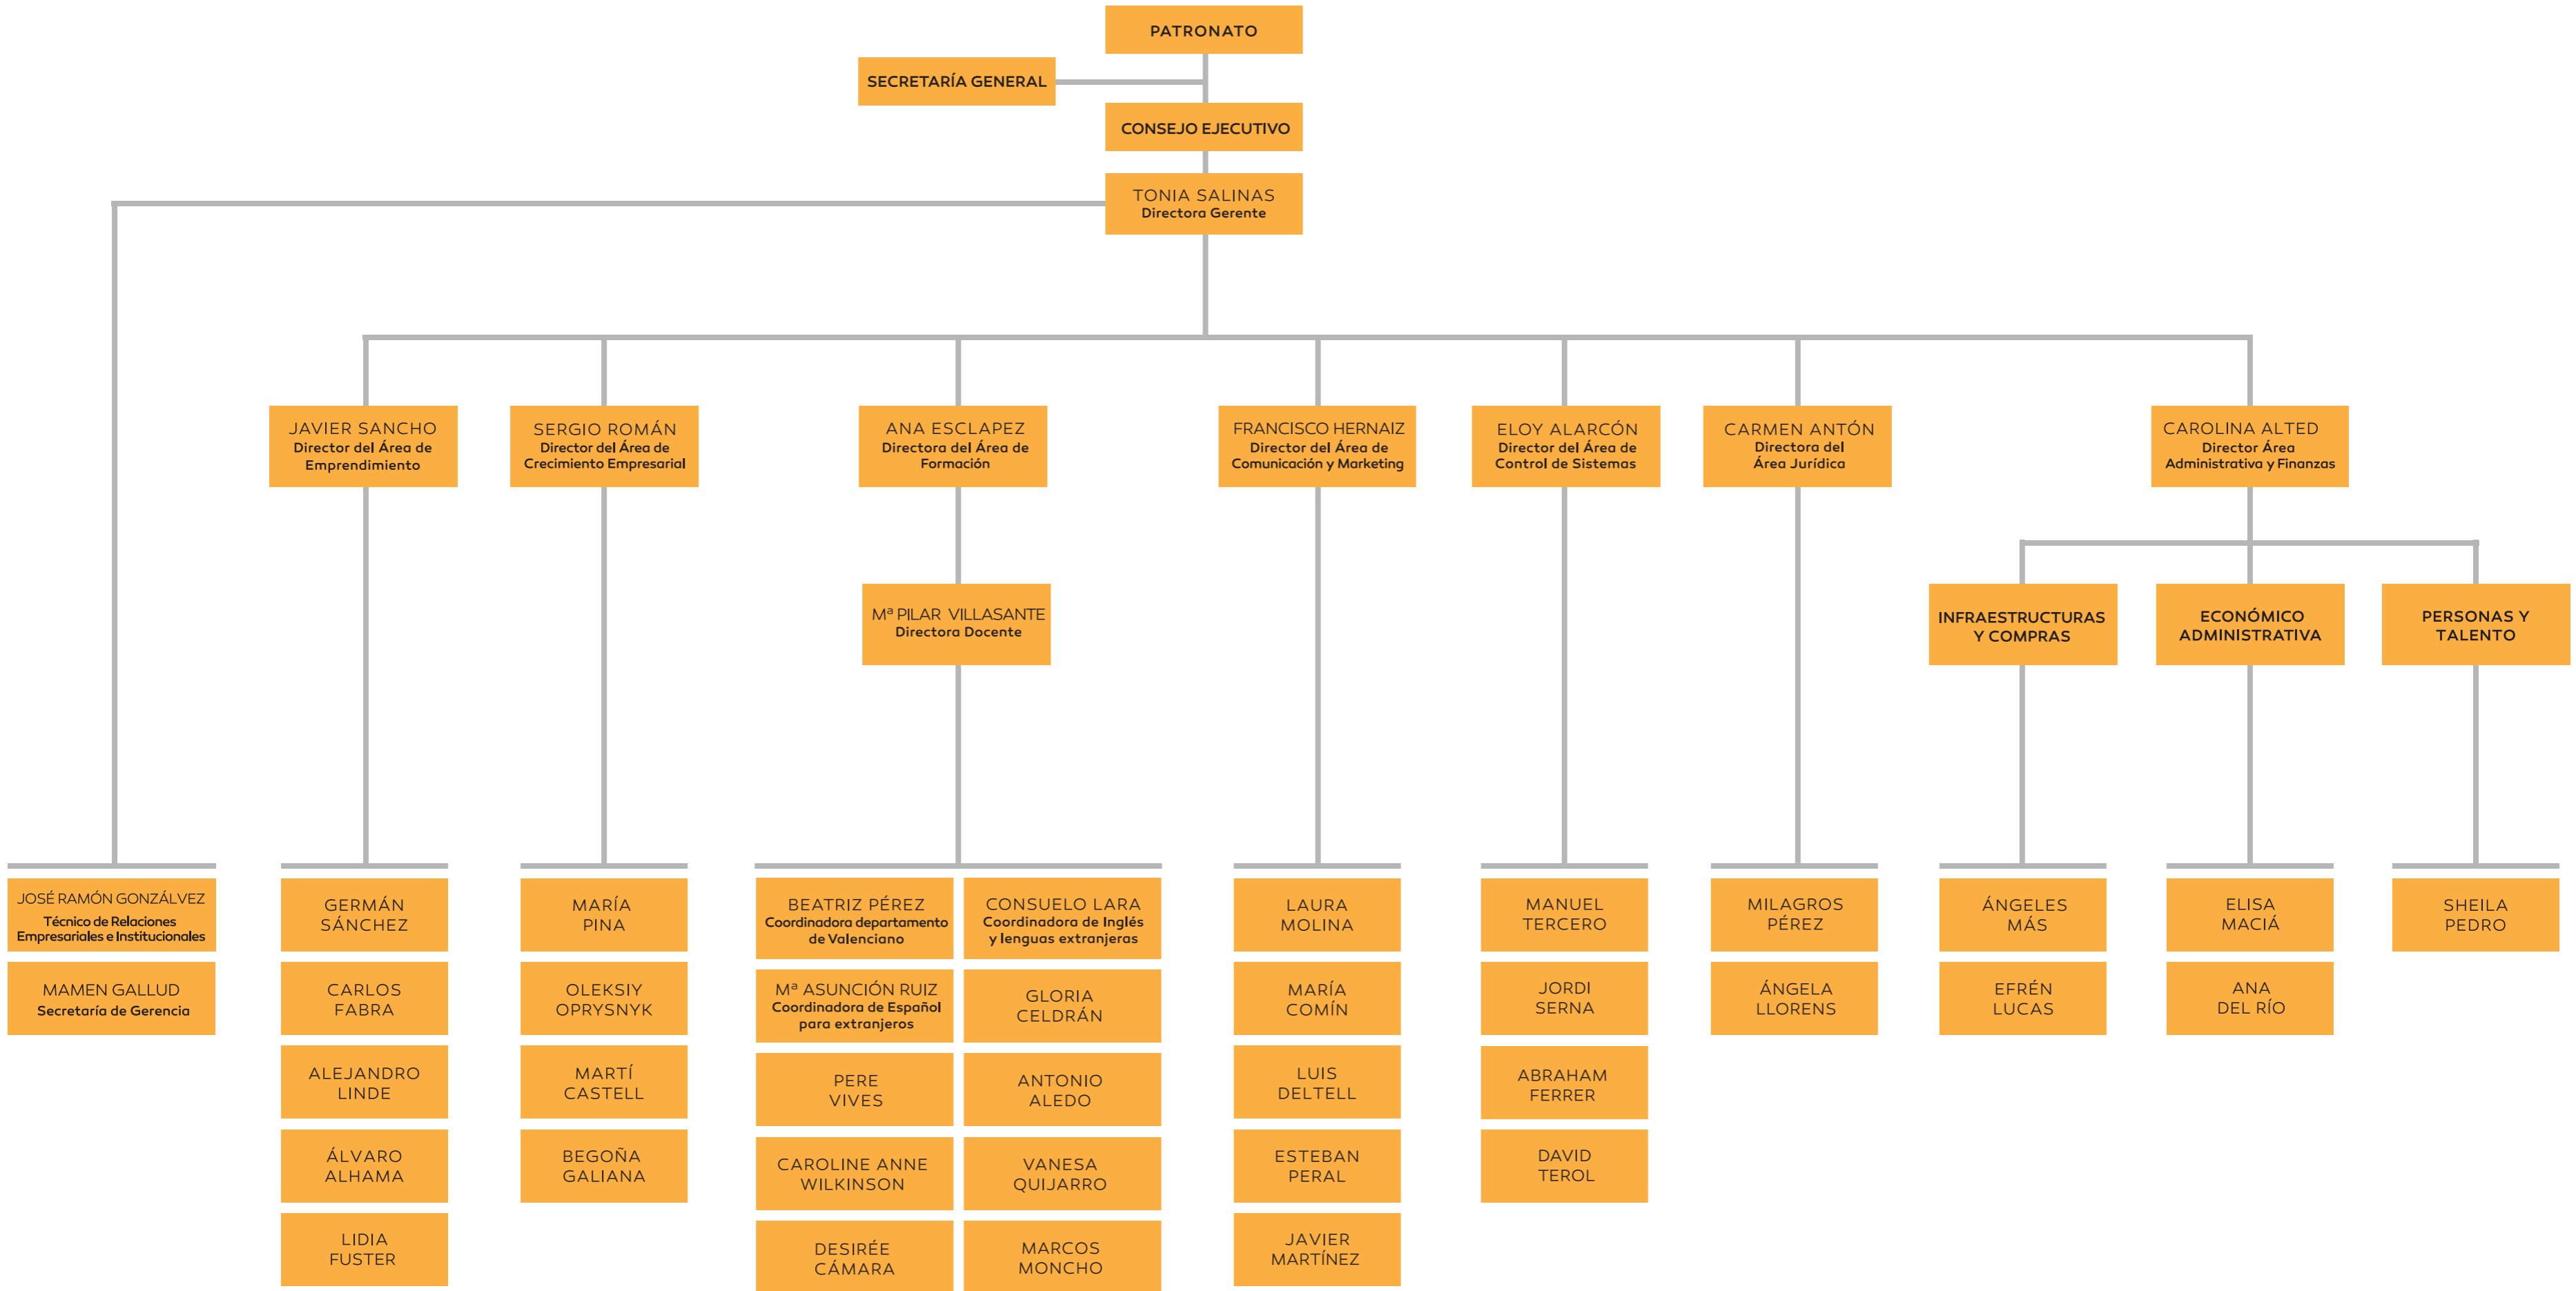 PATRONATO
SECRETARÍA GENERAL
CONSEJO EJECUTIVO
TONIA SALINAS
Directora Gerente
JAVIER SANCHO
Director del Área de
Emprendimiento
SERGIO ROMÁN
Director del Área de
Crecimiento Empresarial
ANA ESCLAPEZ
Directora del Área de
Formación
FRANCISCO HERNAIZ
Director del Área de
Comunicación y Marketing
ELOY ALARCÓN
Director del Área de
Control de Sistemas
CARMEN ANTÓN
Directora del
Área Jurídica
CAROLINA ALTED
Director Área
Administrativa y Finanzas
Mª PILAR VILLASANTE
Directora Docente
INFRAESTRUCTURAS
Y COMPRAS
ECONÓMICO
ADMINISTRATIVA
PERSONAS Y
TALENTO
JOSÉ RAMÓN GONZÁLVEZ
Técnico de Relaciones
Empresariales e Institucionales
MAMEN GALLUD
Secretaría de Gerencia
GERMÁN
SÁNCHEZ
CARLOS
FABRA
ALEJANDRO
LINDE
ÁLVARO
ALHAMA
LIDIA
FUSTER
MARÍA
PINA
OLEKSIY
OPRYSNYK
MARTÍ
CASTELL
BEGOÑA
GALIANA
BEATRIZ PÉREZ
Coordinadora departamento
de Valenciano
Mª ASUNCIÓN RUIZ
Coordinadora de Español
para extranjeros
PERE
VIVES
CAROLINE ANNE
WILKINSON
DESIRÉE
CÁMARA
CONSUELO LARA
Coordinadora de Inglés
y lenguas extranjeras
GLORIA
CELDRÁN
ANTONIO
ALEDO
VANESA
QUIJARRO
MARCOS
MONCHO
LAURA
MOLINA
MARÍA
COMÍN
LUIS
DELTELL
ESTEBAN
PERAL
JAVIER
MARTÍNEZ
MANUEL
TERCERO
JORDI
SERNA
ABRAHAM
FERRER
DAVID
TEROL
MILAGROS
PÉREZ
ÁNGELA
LLORENS
ÁNGELES
MÁS
EFRÉN
LUCAS
ELISA
MACIÁ
ANA
DEL RÍO
SHEILA
PEDRO